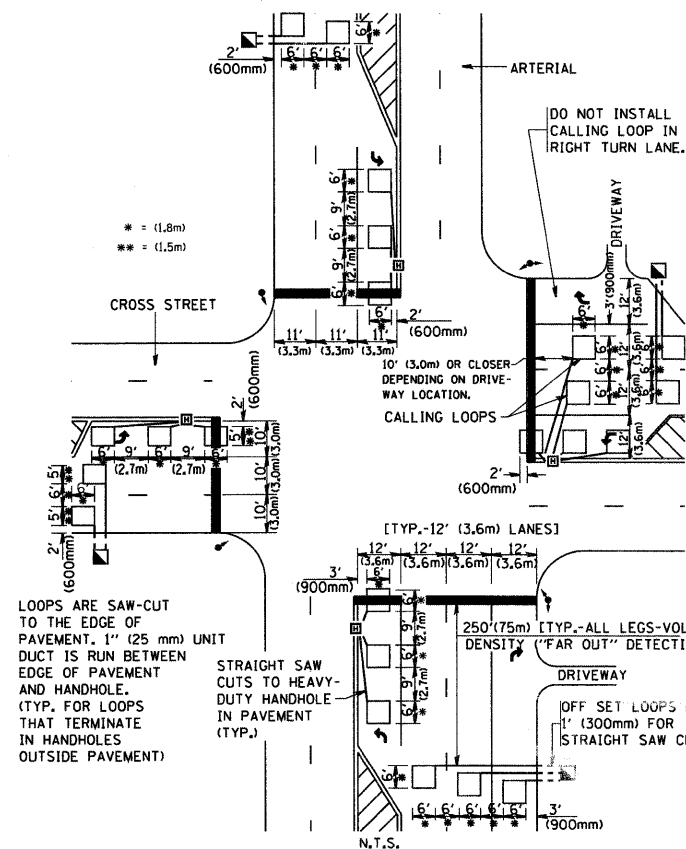 6'
2'
(600mm)
6' 6' 6'
* * *
ARTERIAL
DO NOT INSTALL
CALLING LOOP IN
RIGHT TURN LANE.
* = (1.8m)
** = (1.5m)
6'
9'
(2.7m)
6'
9'
(2.7m)
6'
H
6'
2'
(600mm)
11' 11' 11'
(3.3m) (3.3m) (3.3m)
CROSS STREET
DRIVEWAY
3'(900mm)
12'
(3.6m)
6'
12'
(3.6m)
6'
6'
6'
12'
(3.6m)
12'
(3.6m)
10' (3.0m) OR CLOSER
DEPENDING ON DRIVE-
WAY LOCATION.
CALLING LOOPS
H
2'
(600mm)
2'
(600mm)
H
5'
**
10'
(3.0m)
10'
(3.0m)
10'
(3.0m)
6' 9' 6' 9' 6'
(2.7m) (2.7m)
5'
6'
5'
6'
2'
(600mm)
[TYP.-12' (3.6m) LANES]
12' 12' 12' 12'
(3.6m) (3.6m) (3.6m) (3.6m)
3'
(900mm)
6'
*
H
6'
9'
(2.7m)
6'
9'
(2.7m)
6'
LOOPS ARE SAW-CUT
TO THE EDGE OF
PAVEMENT. 1" (25 mm) UNIT
DUCT IS RUN BETWEEN
EDGE OF PAVEMENT
AND HANDHOLE.
(TYP. FOR LOOPS
THAT TERMINATE
IN HANDHOLES
OUTSIDE PAVEMENT)
STRAIGHT SAW
CUTS TO HEAVY-
DUTY HANDHOLE
IN PAVEMENT
(TYP.)
250'(75m) [TYP.-ALL LEGS-VOL
DENSITY ("FAR OUT" DETECTI
DRIVEWAY
OFF SET LOOPS
1' (300mm) FOR
STRAIGHT SAW C
6'
*
6' 6' 6' 6' 6'
* * * * *
3'
(900mm)
N.T.S.